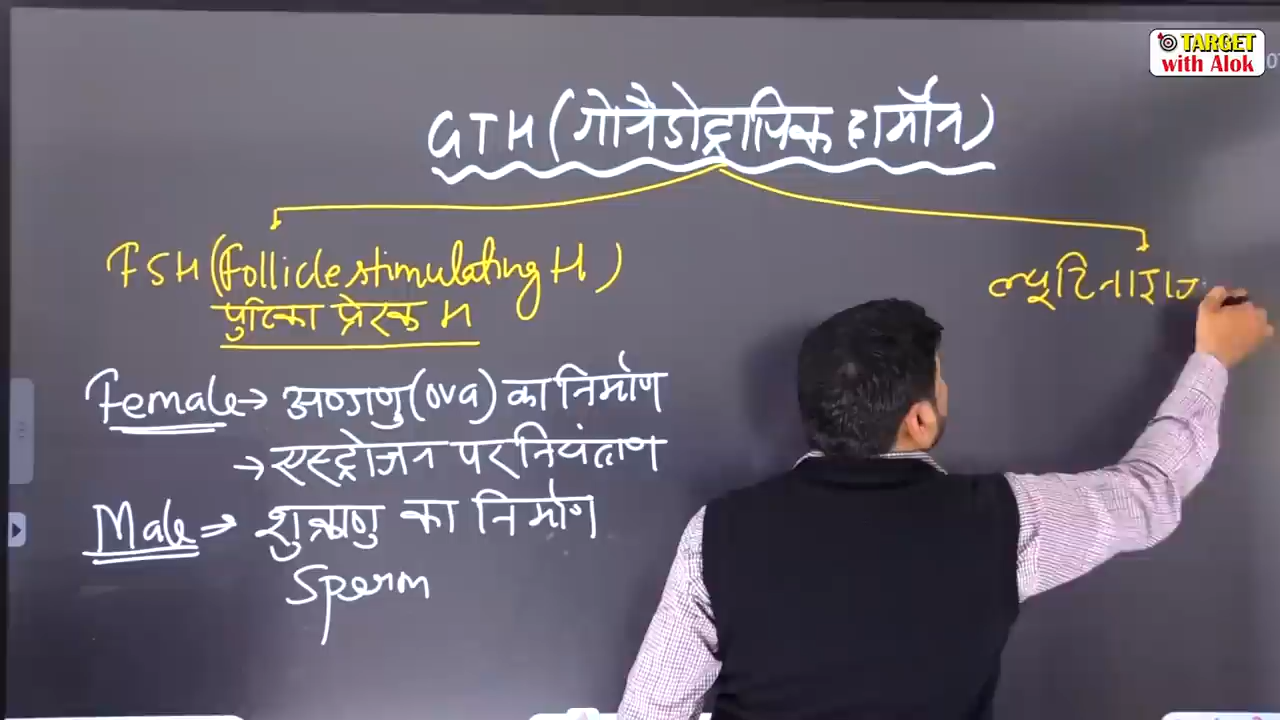 TARGET
with Alok
GTH (गोनैडोट्रापिक हार्मोन)
FSH (Follicle stimulating H.)
पुटिका प्रेरक H
ल्यूटिनाइज
Female → अण्डाणु (ova) का निर्माण
→ एस्ट्रोजन पर नियंत्रण
Male → शुक्राणु का निर्माण
Sperm